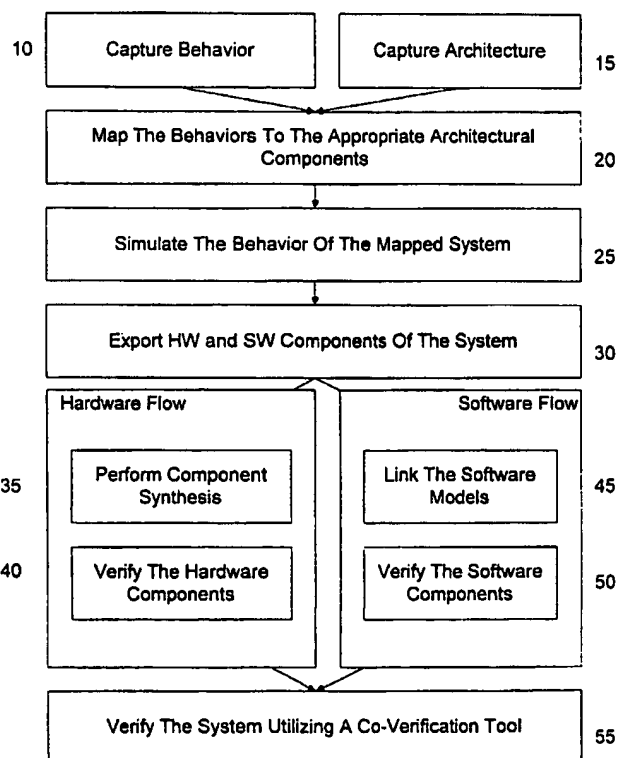 10
Capture Behavior
Capture Architecture
15
Map The Behaviors To The Appropriate Architectural
Components
20
Simulate The Behavior Of The Mapped System
25
Export HW and SW Components Of The System
30
Hardware Flow
Software Flow
35
Perform Component
Synthesis
Link The Software
Models
45
40
Verify The Hardware
Components
Verify The Software
Components
50
Verify The System Utilizing A Co-Verification Tool
55